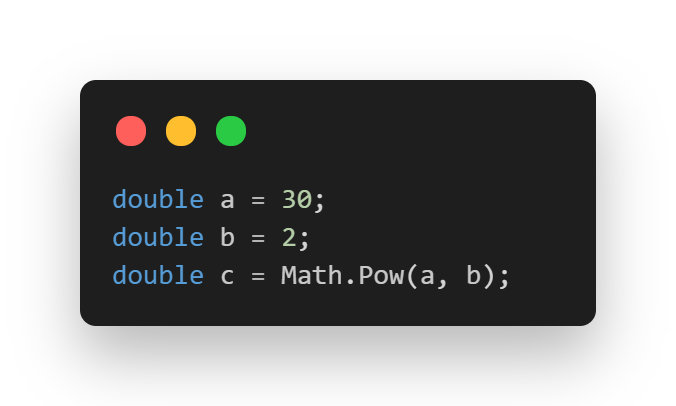 double a = 30;
double b = 2;
double c = Math.Pow(a, b);